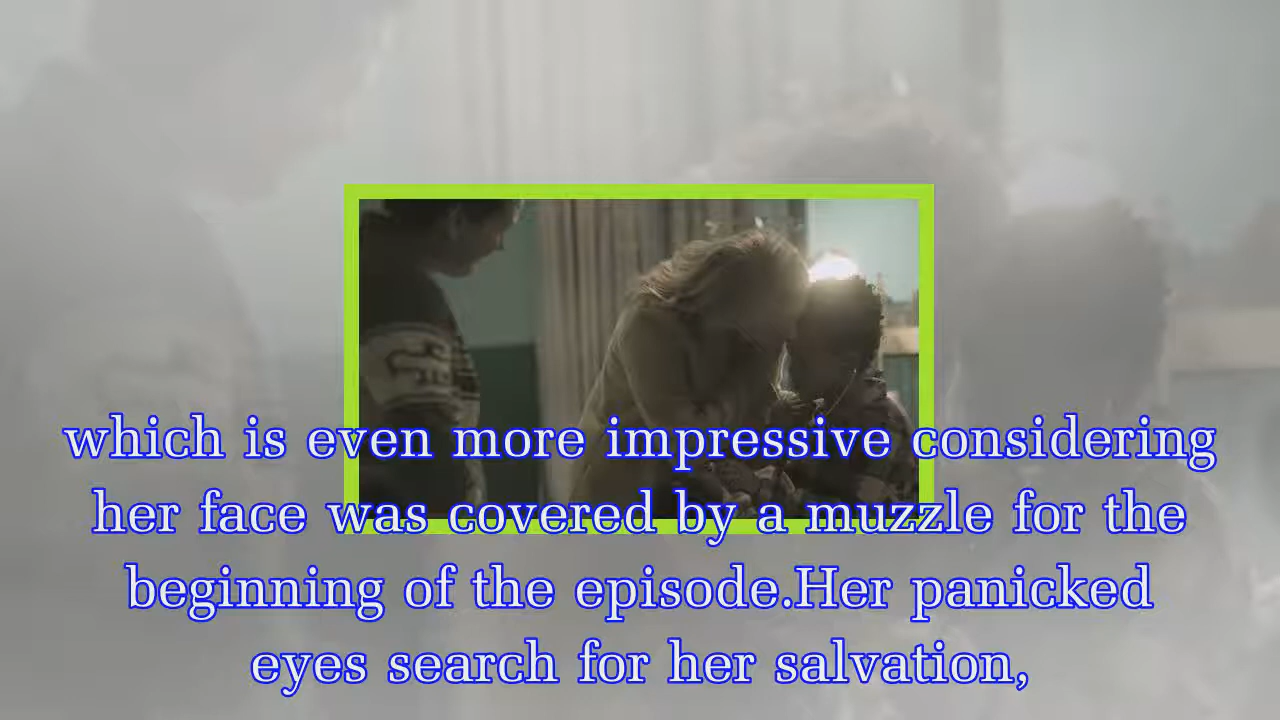 which is even more impressive considering
her face was covered by a muzzle for the
beginning of the episode.Her panicked
eyes search for her salvation,